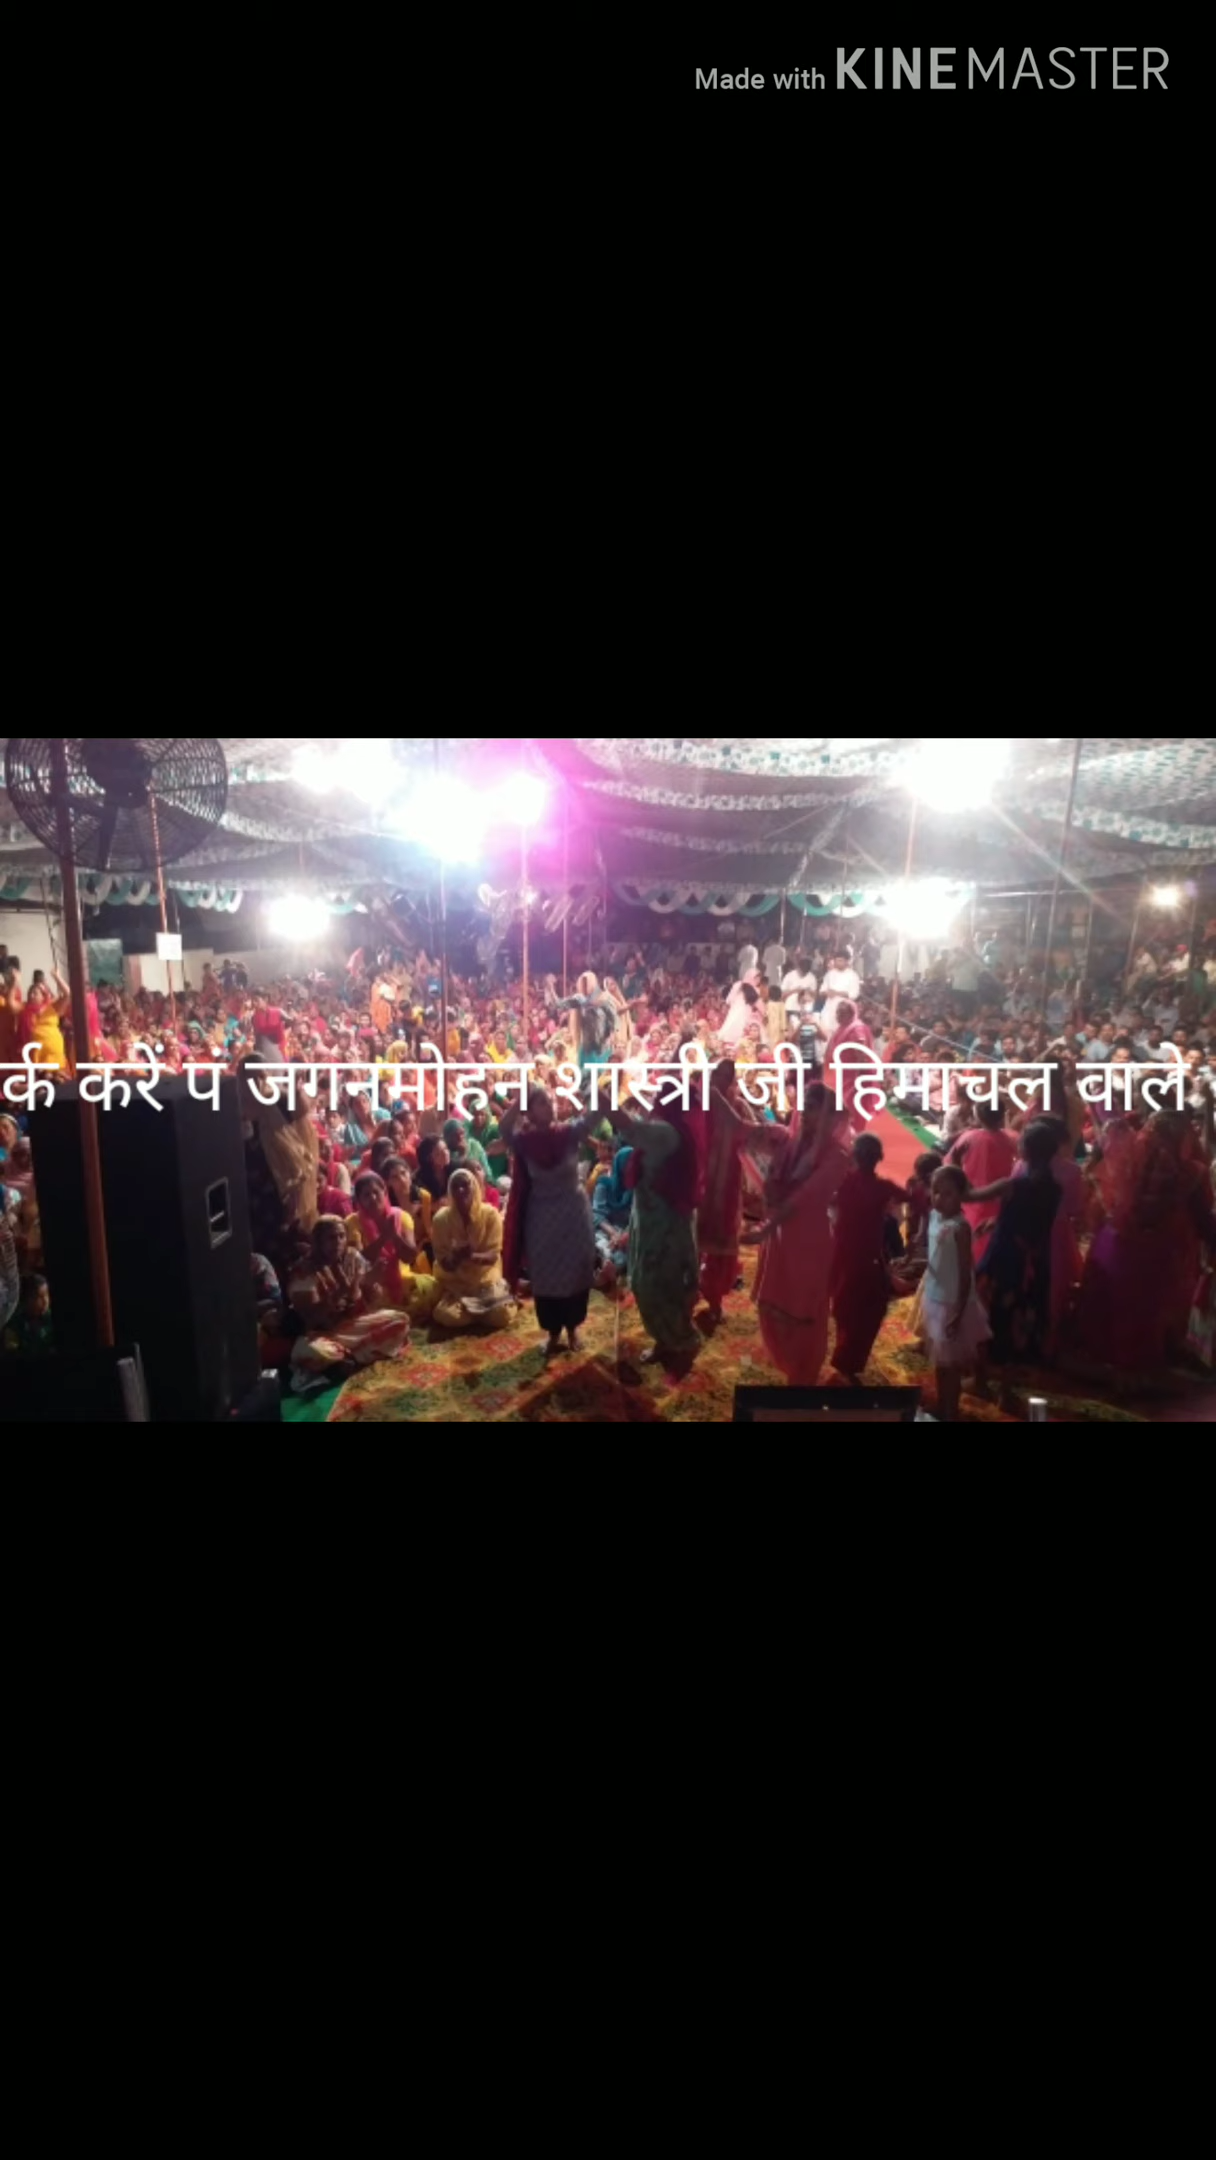 Made with KINEMASTER
र्क करें पं जगनमोहन शास्त्री जी हिमाचल वाले